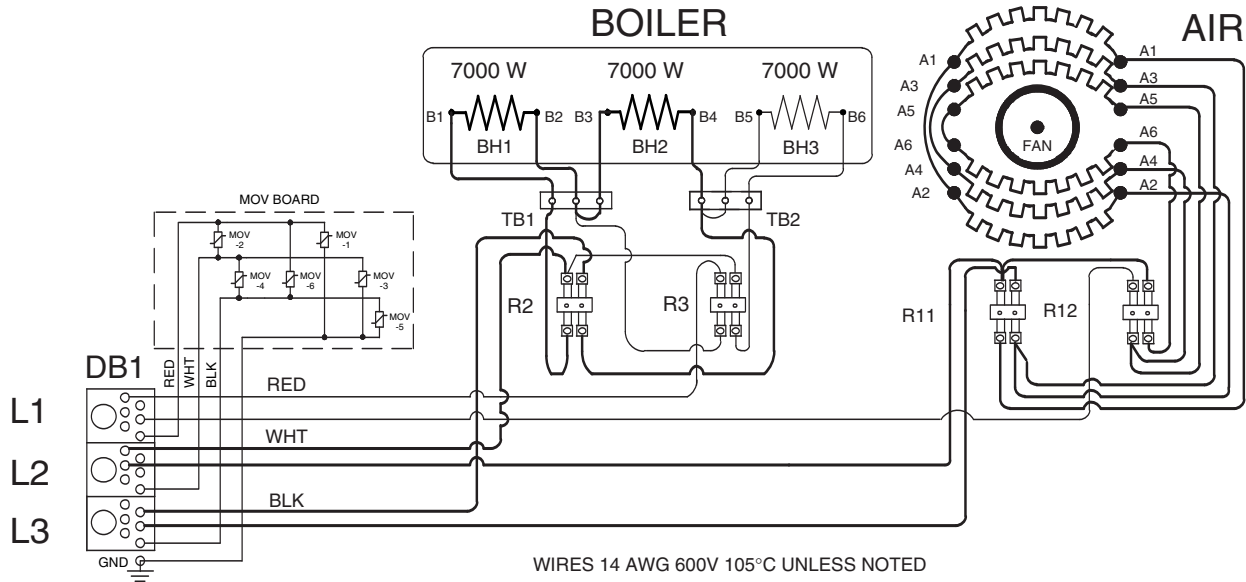 BOILER
AIR
7000 W 7000 W 7000 W
B1 B2 B3 B4 B5 B6
BH1 BH2 BH3
A1 A1
A3 A3
A5 A5
FAN
A6 A6
A4 A4
A2 A2
TB1 TB2
MOV BOARD
MOV -2
MOV -1
MOV -4
MOV -6
MOV -3
MOV -5
R2 R3
R11 R12
DB1
RED
WHT
BLK
RED
L1
WHT
L2
BLK
L3
GND
WIRES 14 AWG 600V 105°C UNLESS NOTED